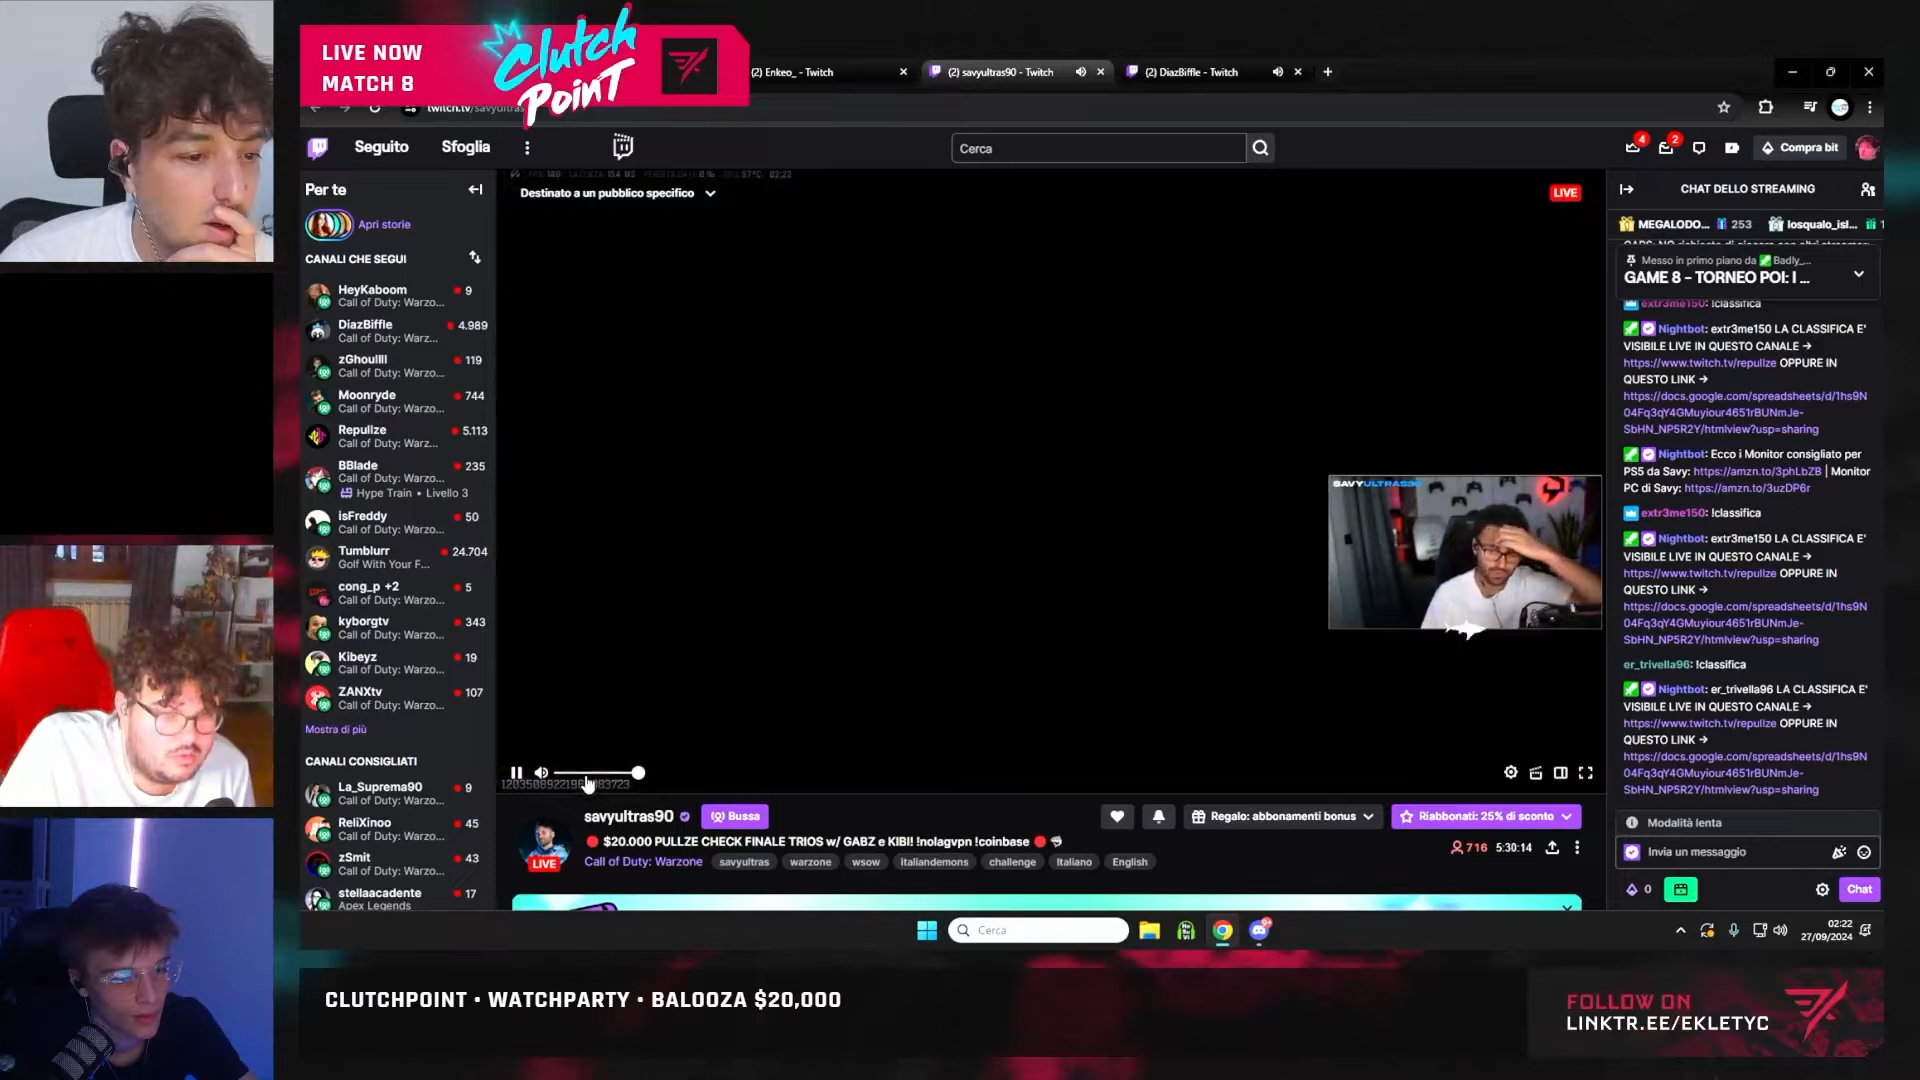 LIVE NOW
MATCH 8
Clutch
PoinT
(2) Enkeo_ - Twitch
(2) savyultras90 - Twitch
(2) DiazBiffle - Twitch
twitch.tv/savyultras
Seguito
Sfoglia
Cerca
4
2
Compra bit
Per te
Apri storie
CANALI CHE SEGUI
HeyKaboom
9
Call of Duty: Warzo...
DiazBiffle
4.989
Call of Duty: Warz...
zGhoullll
119
Call of Duty: Warzo...
Moonryde
744
Call of Duty: Warzo...
Repullze
5.113
Call of Duty: Warz...
BBlade
235
Call of Duty: Warzo...
Hype Train • Livello 3
isFreddy
50
Call of Duty: Warzo...
Tumblurr
24.704
Golf With Your F...
cong_p +2
5
Call of Duty: Warzo...
kyborgtv
343
Call of Duty: Warzo...
Kibeyz
19
Call of Duty: Warzo...
ZANXtv
107
Call of Duty: Warzo...
Mostra di più
CANALI CONSIGLIATI
La_Suprema90
9
Call of Duty: Warzo...
ReliXinoo
45
Call of Duty: Warzo...
zSmit
43
Call of Duty: Warzo...
stellaacadente
17
Apex Legends
02:22
Destinato a un pubblico specifico
LIVE
SAVYULTRAS90
savyultras90
Bussa
Regalo: abbonamenti bonus
Riabbonati: 25% di sconto
$20.000 PULLZE CHECK FINALE TRIOS w/ GABZ e KIBI! !nolagvpn !coinbase
LIVE
Call of Duty: Warzone
savyultras
warzone
wsow
italiandemons
challenge
Italiano
English
716
5:30:14
CHAT DELLO STREAMING
MEGALODO...
253
losqualo_isl...
1
Messo in primo piano da Badly_...
GAME 8 - TORNEO POI: I ...
extr3me150: !classifica
Nightbot: extr3me150 LA CLASSIFICA E'
VISIBILE LIVE IN QUESTO CANALE →
https://www.twitch.tv/repullze OPPURE IN
QUESTO LINK →
https://docs.google.com/spreadsheets/d/1hs9N
04Fq3qY4GMuyiour4651rBUNmJe-
SbHN_NP5R2Y/htmlview?usp=sharing
Nightbot: Ecco i Monitor consigliato per
PS5 da Savy: https://amzn.to/3phLbZB | Monitor
PC di Savy: https://amzn.to/3uzDP6r
extr3me150: !classifica
Nightbot: extr3me150 LA CLASSIFICA E'
VISIBILE LIVE IN QUESTO CANALE →
https://www.twitch.tv/repullze OPPURE IN
QUESTO LINK →
https://docs.google.com/spreadsheets/d/1hs9N
04Fq3qY4GMuyiour4651rBUNmJe-
SbHN_NP5R2Y/htmlview?usp=sharing
er_trivella96: !classifica
Nightbot: er_trivella96 LA CLASSIFICA E'
VISIBILE LIVE IN QUESTO CANALE →
https://www.twitch.tv/repullze OPPURE IN
QUESTO LINK →
https://docs.google.com/spreadsheets/d/1hs9N
04Fq3qY4GMuyiour4651rBUNmJe-
SbHN_NP5R2Y/htmlview?usp=sharing
Modalità lenta
Invia un messaggio
0
Chat
Cerca
02:22
27/09/2024
CLUTCHPOINT • WATCHPARTY • BALOOZA $20,000
FOLLOW ON
LINKTR.EE/EKLETYC